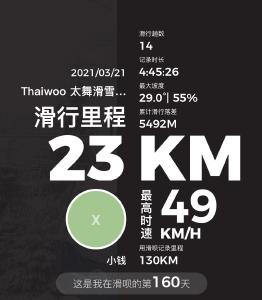 滑行趟数
14
2021/03/21
记录时长
4:45:26
Thaiwoo 太舞滑雪...
最大坡度
29.0°| 55%
滑行里程
累计滑行落差
5492M
23 KM
X
最高时速
49
KM/H
用滑呗记录里程
小钱
130KM
这是我在滑呗的第160天